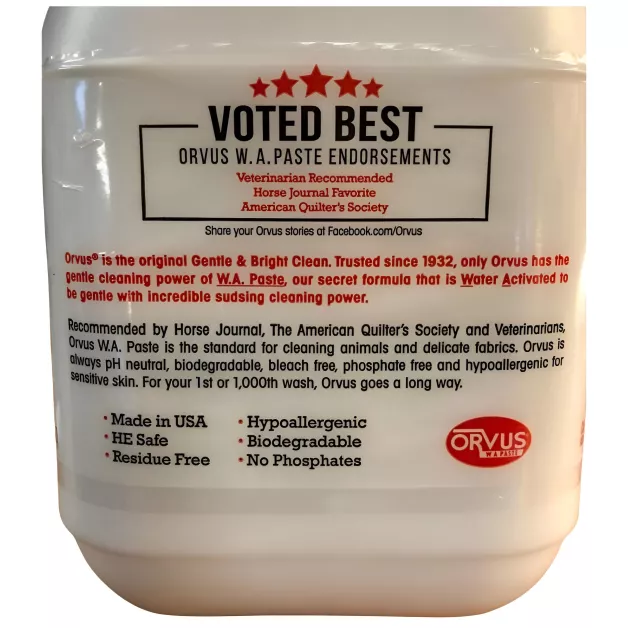 VOTED BEST
ORVUS W.A. PASTE ENDORSEMENTS
Veterinarian Recommended
Horse Journal Favorite
American Quilter's Society
Share your Orvus stories at Facebook.com/Orvus
Orvus® is the original Gentle & Bright Clean. Trusted since 1932, only Orvus has the
gentle cleaning power of W.A. Paste, our secret formula that is Water Activated to
be gentle with incredible sudsing cleaning power.
Recommended by Horse Journal, The American Quilter's Society and Veterinarians,
Orvus W.A. Paste is the standard for cleaning animals and delicate fabrics. Orvus is
always pH neutral, biodegradable, bleach free, phosphate free and hypoallergenic for
sensitive skin. For your 1st or 1,000th wash, Orvus goes a long way.
• Made in USA
• HE Safe
• Residue Free
• Hypoallergenic
• Biodegradable
• No Phosphates
ORVUS
W.A PASTE